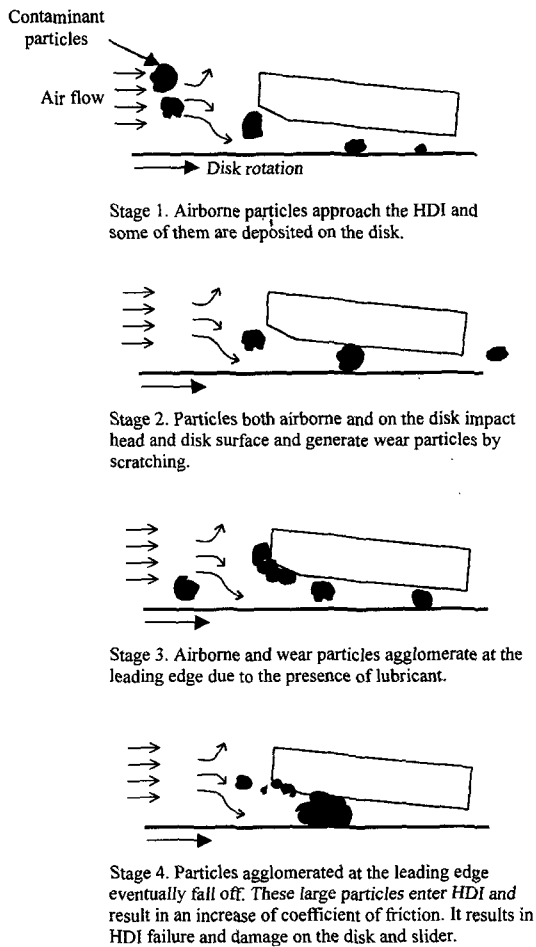 Contaminant
particles
Air flow
Disk rotation
Stage 1. Airborne particles approach the HDI and
some of them are deposited on the disk.
Stage 2. Particles both airborne and on the disk impact
head and disk surface and generate wear particles by
scratching.
Stage 3. Airborne and wear particles agglomerate at the
leading edge due to the presence of lubricant.
Stage 4. Particles agglomerated at the leading edge
eventually fall off. These large particles enter HDI and
result in an increase of coefficient of friction. It results in
HDI failure and damage on the disk and slider.